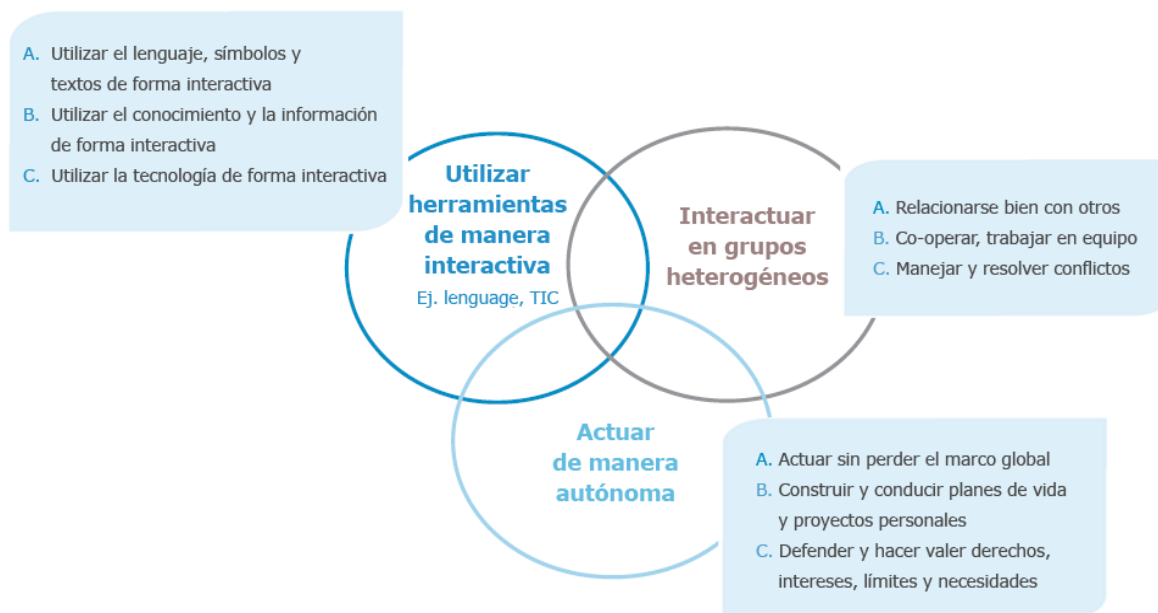 A. Utilizar el lenguaje, símbolos y
textos de forma interactiva
B. Utilizar el conocimiento y la información
de forma interactiva
C. Utilizar la tecnología de forma interactiva
Utilizar
herramientas
de manera
interactiva
Ej. lenguage, TIC
Interactuar
en grupos
heterogéneos
A. Relacionarse bien con otros
B. Co-operar, trabajar en equipo
C. Manejar y resolver conflictos
Actuar
de manera
autónoma
A. Actuar sin perder el marco global
B. Construir y conducir planes de vida
y proyectos personales
C. Defender y hacer valer derechos,
intereses, límites y necesidades